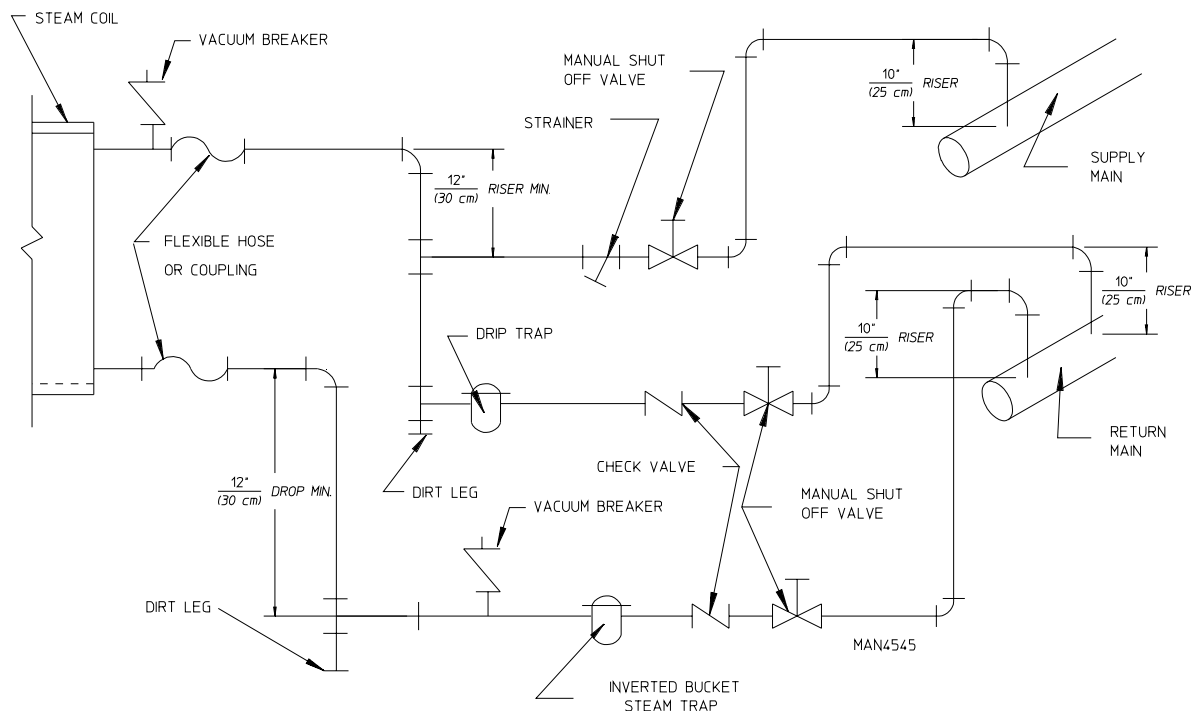 STEAM COIL
VACUUM BREAKER
MANUAL SHUT
OFF VALVE
10"
(25 cm) RISER
STRAINER
SUPPLY
MAIN
12"
(30 cm) RISER MIN.
FLEXIBLE HOSE
OR COUPLING
10"
(25 cm) RISER
10"
(25 cm) RISER
DRIP TRAP
RETURN
MAIN
CHECK VALVE
12"
(30 cm) DROP MIN.
DIRT LEG
MANUAL SHUT
OFF VALVE
VACUUM BREAKER
DIRT LEG
MAN4545
INVERTED BUCKET
STEAM TRAP